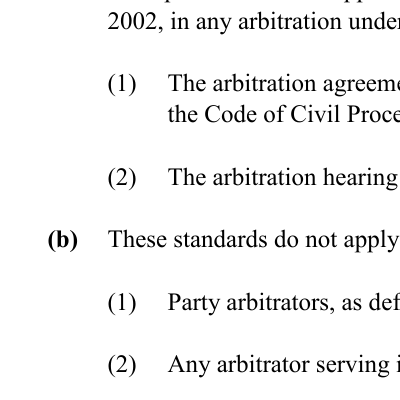 2002, in any arbitration under
(1) The arbitration agreeme
the Code of Civil Proce
(2) The arbitration hearing
(b) These standards do not apply
(1) Party arbitrators, as def
(2) Any arbitrator serving i